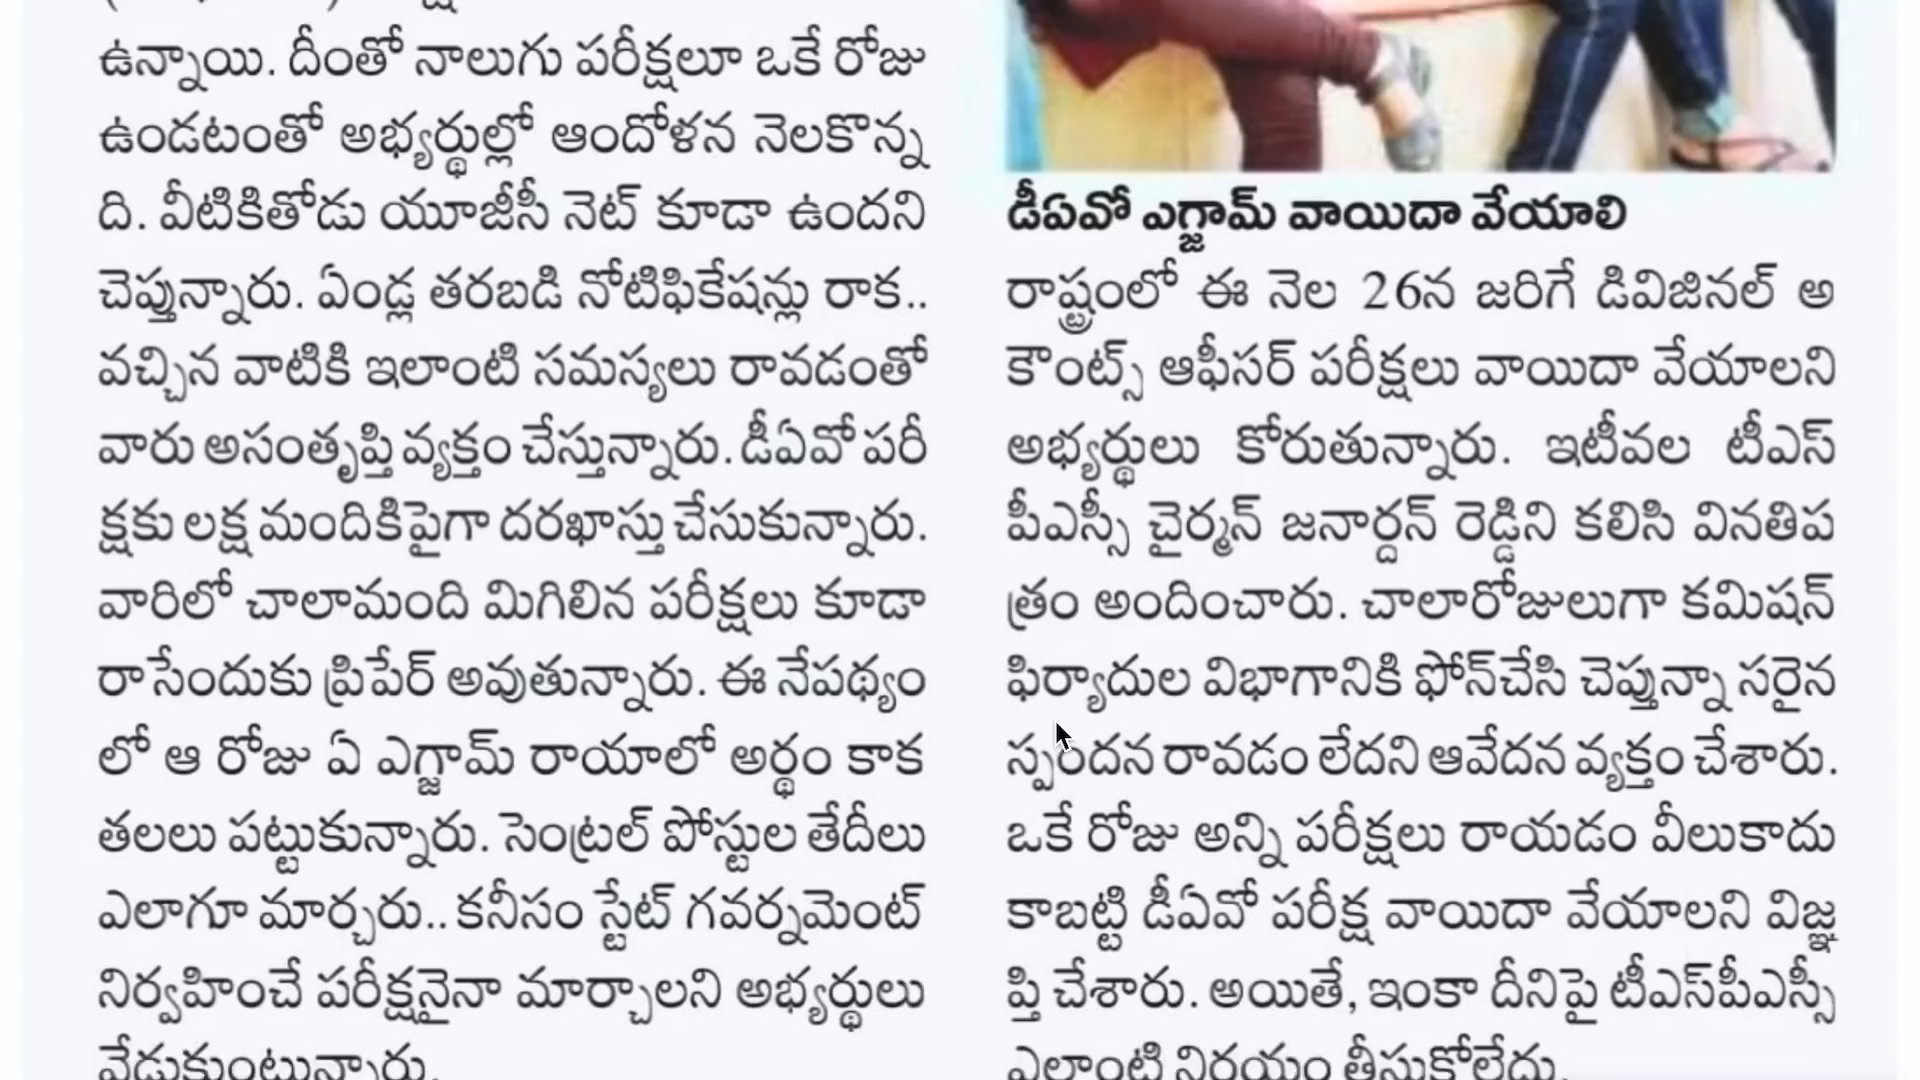 ఉన్నాయి. దీంతో నాలుగు పరీక్షలూ ఒకే రోజు
ఉండటంతో అభ్యర్థుల్లో ఆందోళన నెలకొన్న
ది. వీటికితోడు యూజీసీ నెట్ కూడా ఉందని
చెప్తున్నారు. ఏండ్ల తరబడి నోటిఫికేషన్లు రాక..
వచ్చిన వాటికి ఇలాంటి సమస్యలు రావడంతో
వారు అసంతృప్తి వ్యక్తం చేస్తున్నారు. డీఏవో పరీ
క్షకు లక్ష మందికిపైగా దరఖాస్తు చేసుకున్నారు.
వారిలో చాలామంది మిగిలిన పరీక్షలు కూడా
రాసేందుకు ప్రిపేర్ అవుతున్నారు. ఈ నేపథ్యం
లో ఆ రోజు ఏ ఎగ్జామ్ రాయాలో అర్థం కాక
తలలు పట్టుకున్నారు. సెంట్రల్ పోస్టుల తేదీలు
ఎలాగూ మార్చరు.. కనీసం స్టేట్ గవర్నమెంట్
నిర్వహించే పరీక్షనైనా మార్చాలని అభ్యర్థులు
వేడుకుంటున్నారు.
డీఏవో ఎగ్జామ్ వాయిదా వేయాలి
రాష్ట్రంలో ఈ నెల 26న జరిగే డివిజినల్ అ
కౌంట్స్ ఆఫీసర్ పరీక్షలు వాయిదా వేయాలని
అభ్యర్థులు కోరుతున్నారు. ఇటీవల టీఎస్
పీఎస్సీ చైర్మన్ జనార్దన్ రెడ్డిని కలిసి వినతిప
త్రం అందించారు. చాలారోజులుగా కమిషన్
ఫిర్యాదుల విభాగానికి ఫోన్‌చేసి చెప్తున్నా సరైన
స్పందన రావడం లేదని ఆవేదన వ్యక్తం చేశారు.
ఒకే రోజు అన్ని పరీక్షలు రాయడం వీలుకాదు
కాబట్టి డీఏవో పరీక్ష వాయిదా వేయాలని విజ్ఞ
ప్తి చేశారు. అయితే, ఇంకా దీనిపై టీఎస్‌పీఎస్సీ
ఎలాంటి నిర్ణయం తీసుకోలేదు.